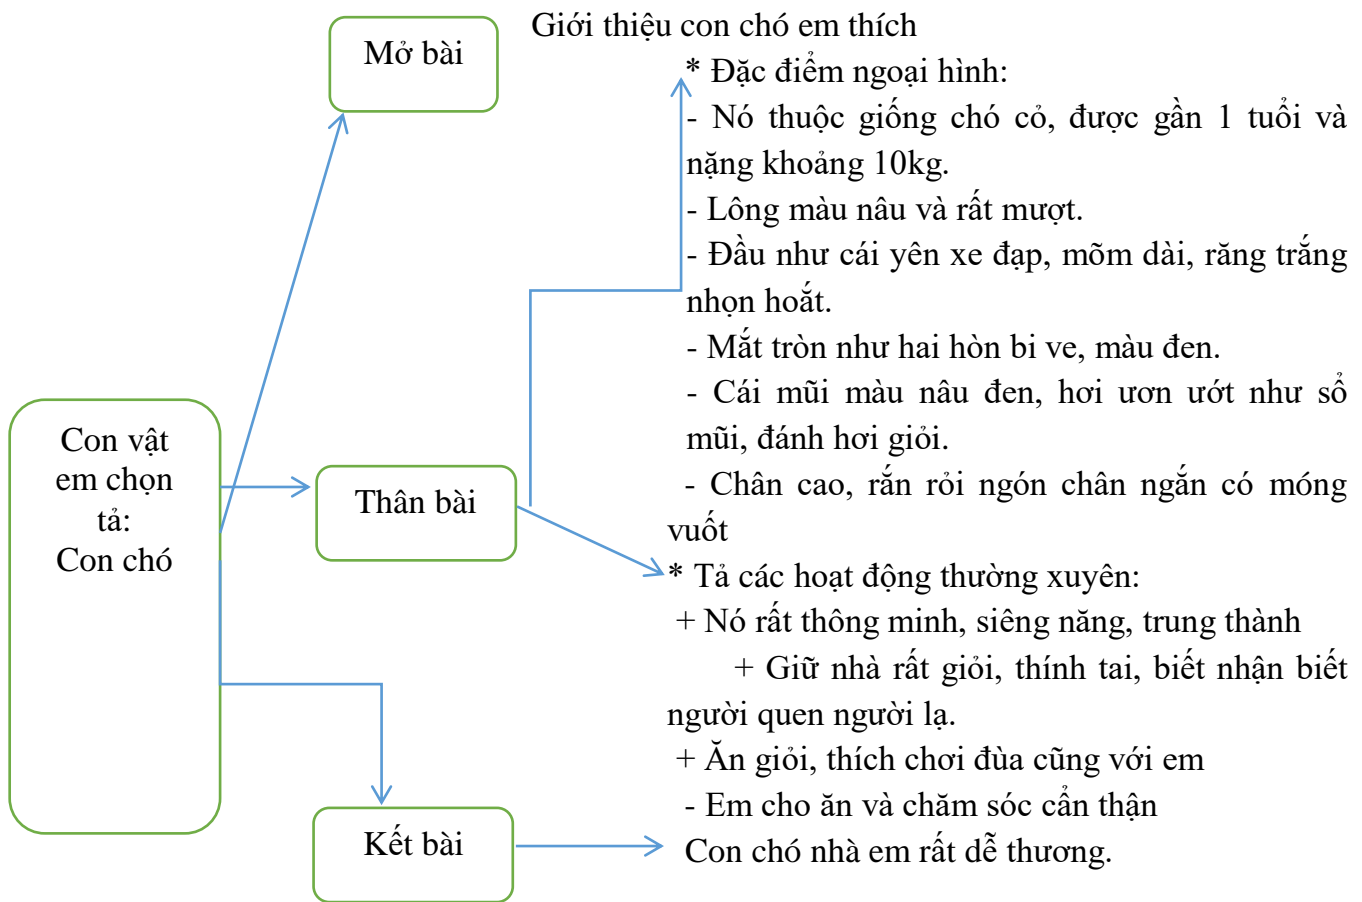 Con vật
em chọn
tả:
Con chó
Mở bài
Giới thiệu con chó em thích
Thân bài
* Đặc điểm ngoại hình:
- Nó thuộc giống chó cỏ, được gần 1 tuổi và
nặng khoảng 10kg.
- Lông màu nâu và rất mượt.
- Đầu như cái yên xe đạp, mõm dài, răng trắng
nhọn hoắt.
- Mắt tròn như hai hòn bi ve, màu đen.
- Cái mũi màu nâu đen, hơi ươn ướt như sổ
mũi, đánh hơi giỏi.
- Chân cao, rắn rỏi ngón chân ngắn có móng
vuốt
* Tả các hoạt động thường xuyên:
+ Nó rất thông minh, siêng năng, trung thành
+ Giữ nhà rất giỏi, thính tai, biết nhận biết
người quen người lạ.
+ Ăn giỏi, thích chơi đùa cũng với em
- Em cho ăn và chăm sóc cẩn thận
Kết bài
Con chó nhà em rất dễ thương.